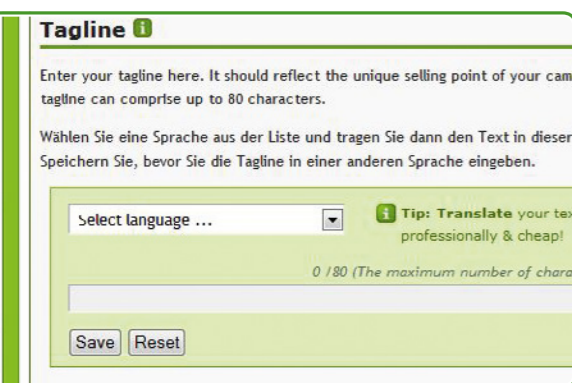 Tagline
Enter your tagline here. It should reflect the unique selling point of your cam
tagline can comprise up to 80 characters.
Wählen Sie eine Sprache aus der Liste und tragen Sie dann den Text in dieser
Speichern Sie, bevor Sie die Tagline in einer anderen Sprache eingeben.
Select language ...
Tip: Translate your tex
professionally & cheap!
0 /80 (The maximum number of chara
Save Reset